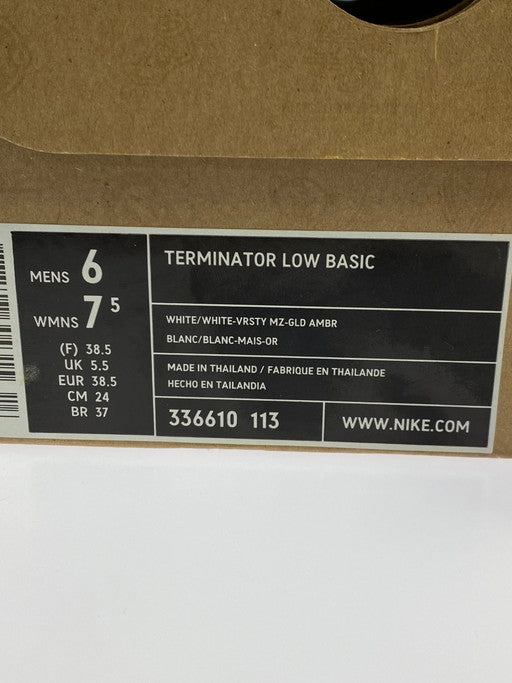 MENS 6
WMNS 7 5
(F) 38.5
UK 5.5
EUR 38.5
CM 24
BR 37
TERMINATOR LOW BASIC
WHITE/WHITE-VRSTY MZ-GLD AMBR
BLANC/BLANC-MAIS-OR
MADE IN THAILAND / FABRIQUE EN THAILANDE
HECHO EN TAILANDIA
336610 113
WWW.NIKE.COM